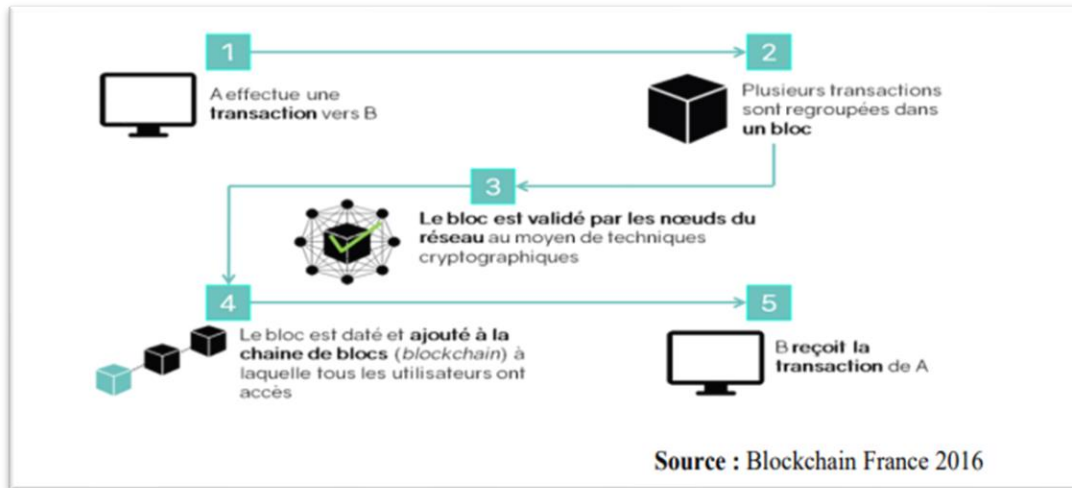 1
A effectue une
transaction vers B
2
Plusieurs transactions
sont regroupées dans
un bloc
3
Le bloc est validé par les nœuds du
réseau au moyen de techniques
cryptographiques
4
Le bloc est daté et ajouté à la
chaine de blocs (blockchain) à
laquelle tous les utilisateurs ont
accès
5
B reçoit la
transaction de A
Source : Blockchain France 2016